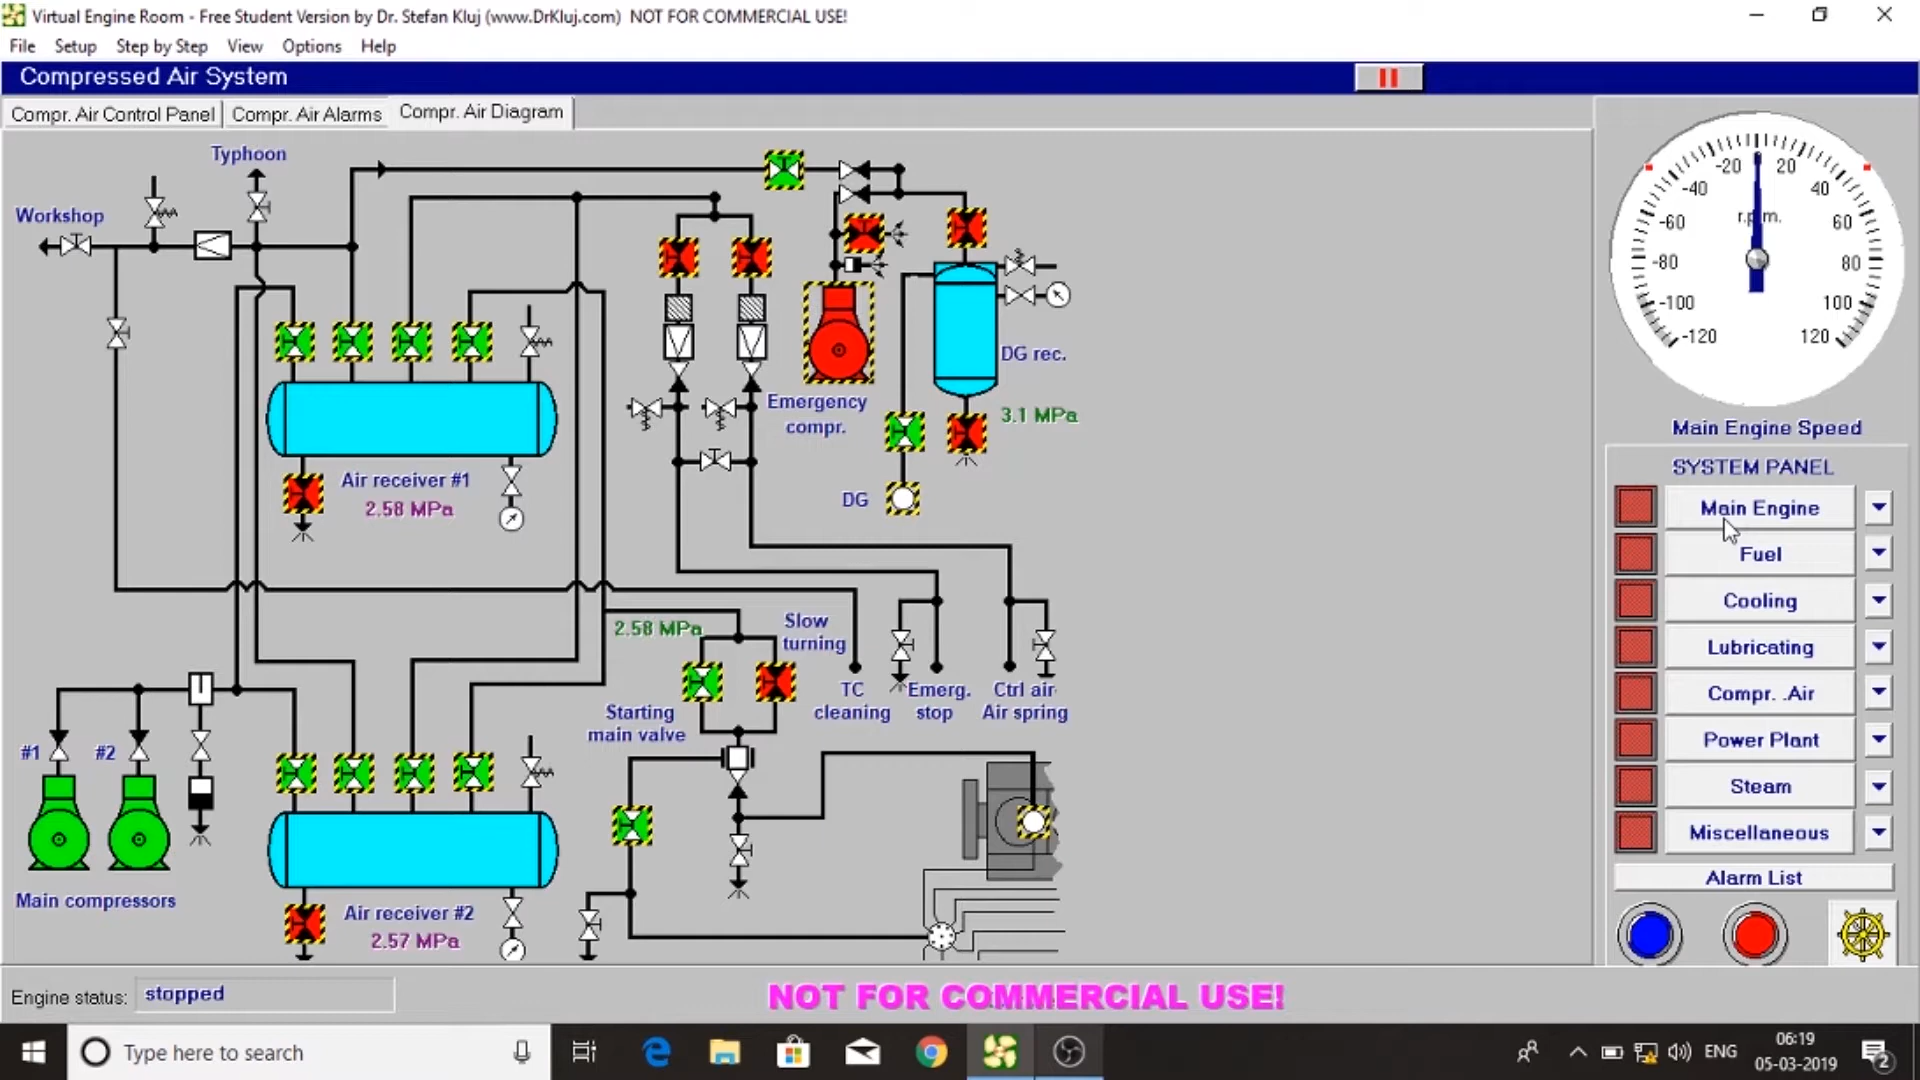 Virtual Engine Room - Free Student Version by Dr. Stefan Kluj (www.DrKluj.com) NOT FOR COMMERCIAL USE!
File Setup Step by Step View Options Help
Compressed Air System
Compr. Air Control Panel Compr. Air Alarms Compr. Air Diagram
Typhoon
Workshop
DG rec.
3.1 MPa
Emergency
compr.
DG
Air receiver #1
2.58 MPa
2.58 MPa
Slow
turning
Starting
main valve
TC
cleaning
Emerg.
stop
Ctrl air
Air spring
#1 #2
Main compressors
Air receiver #2
2.57 MPa
-20 20
-40 40
-60 r.p.m. 60
-80 80
-100 100
-120 120
Main Engine Speed
SYSTEM PANEL
Main Engine
Fuel
Cooling
Lubricating
Compr. .Air
Power Plant
Steam
Miscellaneous
Alarm List
Engine status: stopped
NOT FOR COMMERCIAL USE!
Type here to search
ENG
06:19
05-03-2019
2